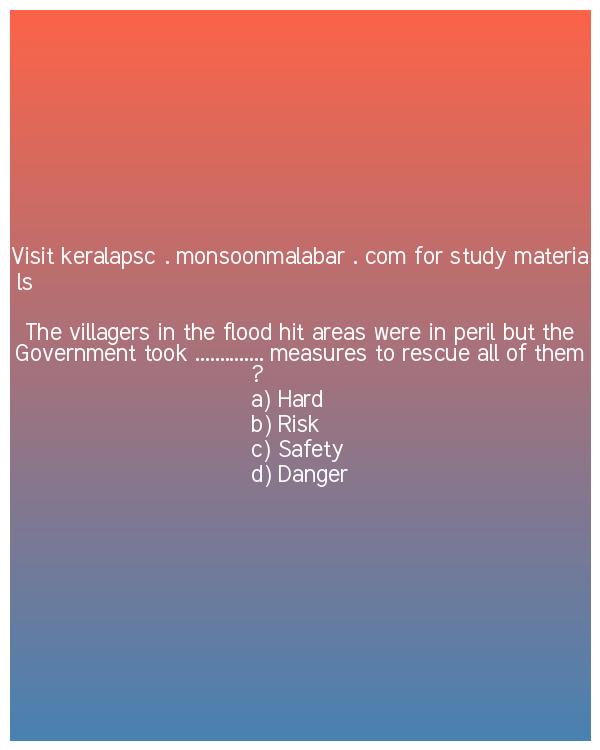 Visit keralapsc . monsoonmalabar . com for study materia
ls
The villagers in the flood hit areas were in peril but the
Government took .............. measures to rescue all of them
?
a) Hard
b) Risk
c) Safety
d) Danger